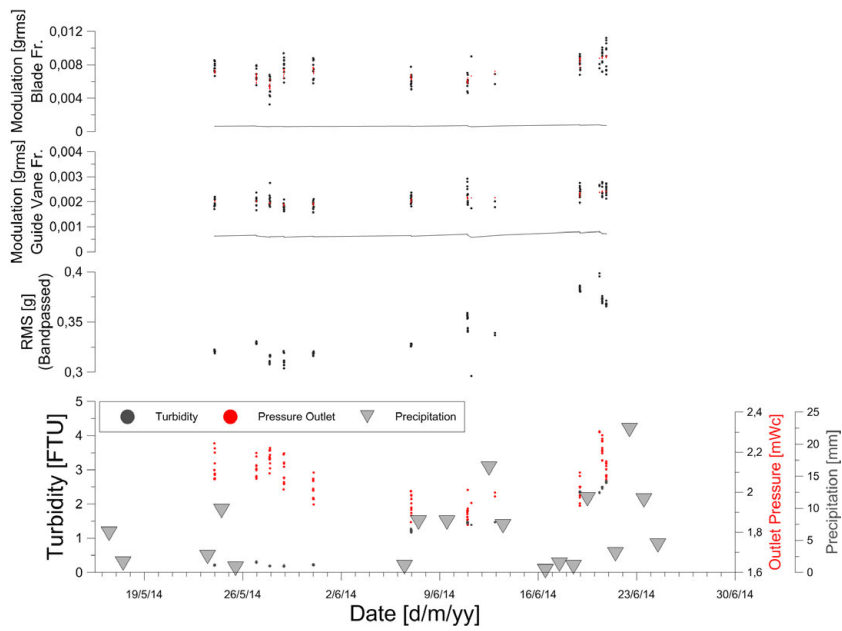 Modulation [grms]
Blade Fr.
0,012
0,008
0,004
0
Modulation [grms]
Guide Vane Fr.
0,004
0,003
0,002
0,001
0
RMS [g]
(Bandpassed)
0,4
0,35
0,3
Turbidity [FTU]
5
4
3
2
1
0
Turbidity
Pressure Outlet
Precipitation
2,4
2,2
2
1,8
1,6
Outlet Pressure [mWc]
25
20
15
10
5
0
Precipitation [mm]
19/5/14 26/5/14 2/6/14 9/6/14 16/6/14 23/6/14 30/6/14
Date [d/m/yy]